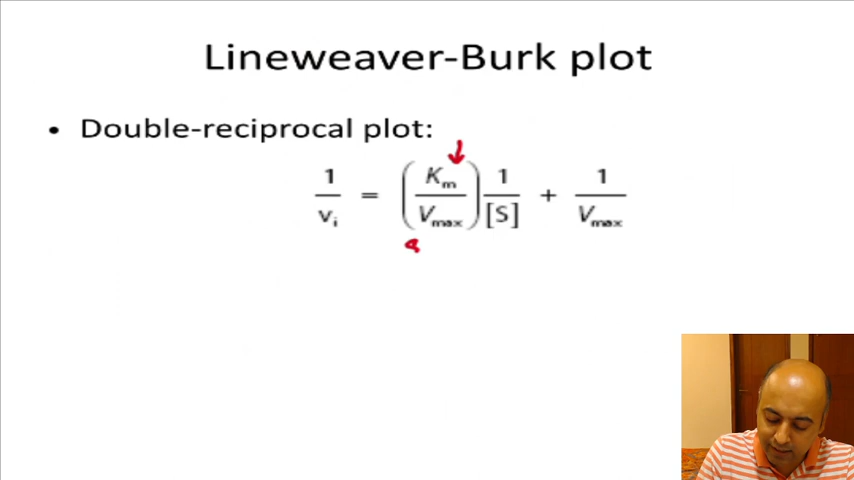 Lineweaver-Burk plot
• Double-reciprocal plot:
1/vᵢ = (Kₘ/Vₘₐₓ) 1/[S] + 1/Vₘₐₓ